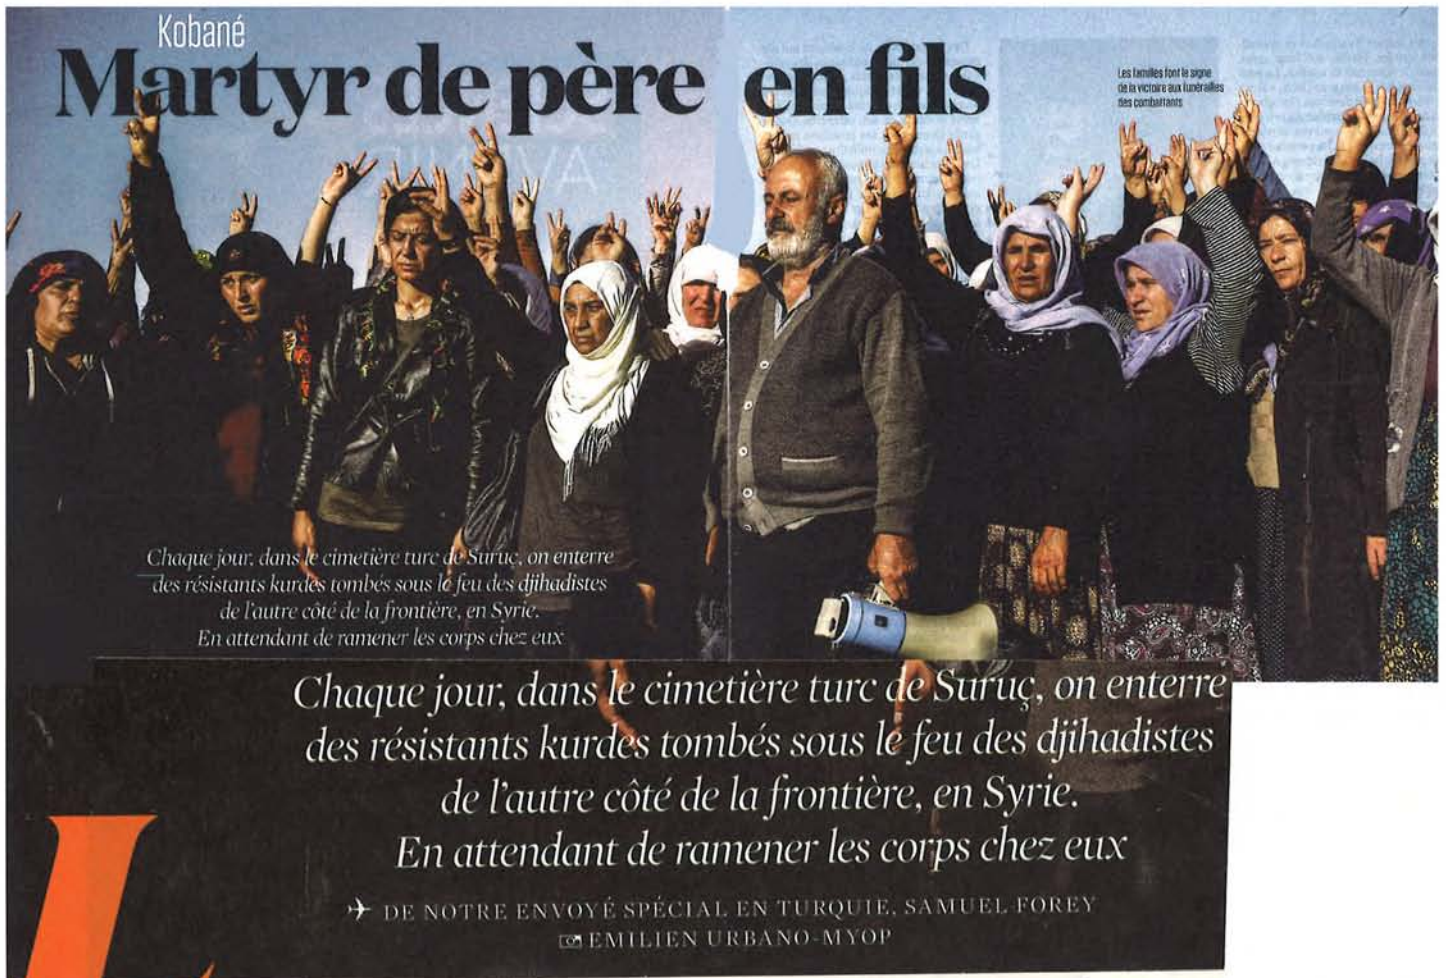 Kobané
Martyr de père en fils
Les familles font le signe
de la victoire aux funérailles
des combattants
Chaque jour, dans le cimetière turc de Suruç, on enterre
des résistants kurdes tombés sous le feu des djihadistes
de l'autre côté de la frontière, en Syrie.
En attendant de ramener les corps chez eux
Chaque jour, dans le cimetière turc de Suruç, on enterre
des résistants kurdes tombés sous le feu des djihadistes
de l'autre côté de la frontière, en Syrie.
En attendant de ramener les corps chez eux
DE NOTRE ENVOYÉ SPÉCIAL EN TURQUIE, SAMUEL FOREY
EMILIEN URBANO-MYOP
L